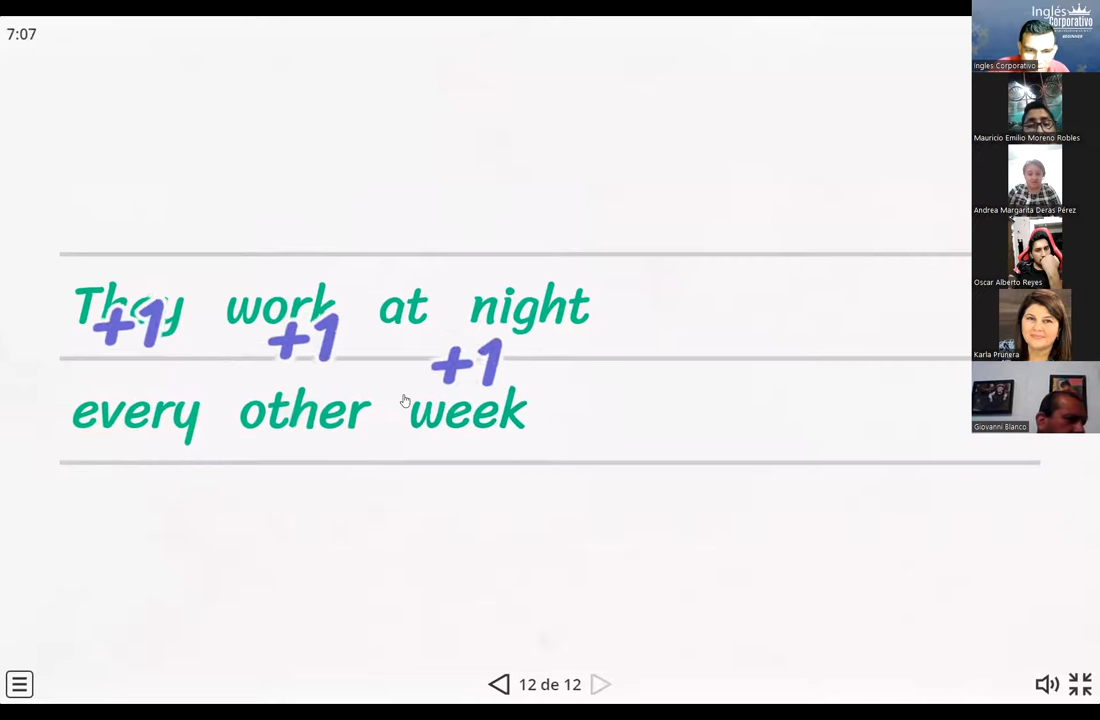 7:07
They work at night
+1 +1 +1
every other week
12 de 12
Inglés
Corporativo
BEGINNER
Ingles Corporativo
Mauricio Emilio Moreno Robles
Andrea Margarita Deras Pérez
Oscar Alberto Reyes
Karla Prunera
Giovanni Blanco